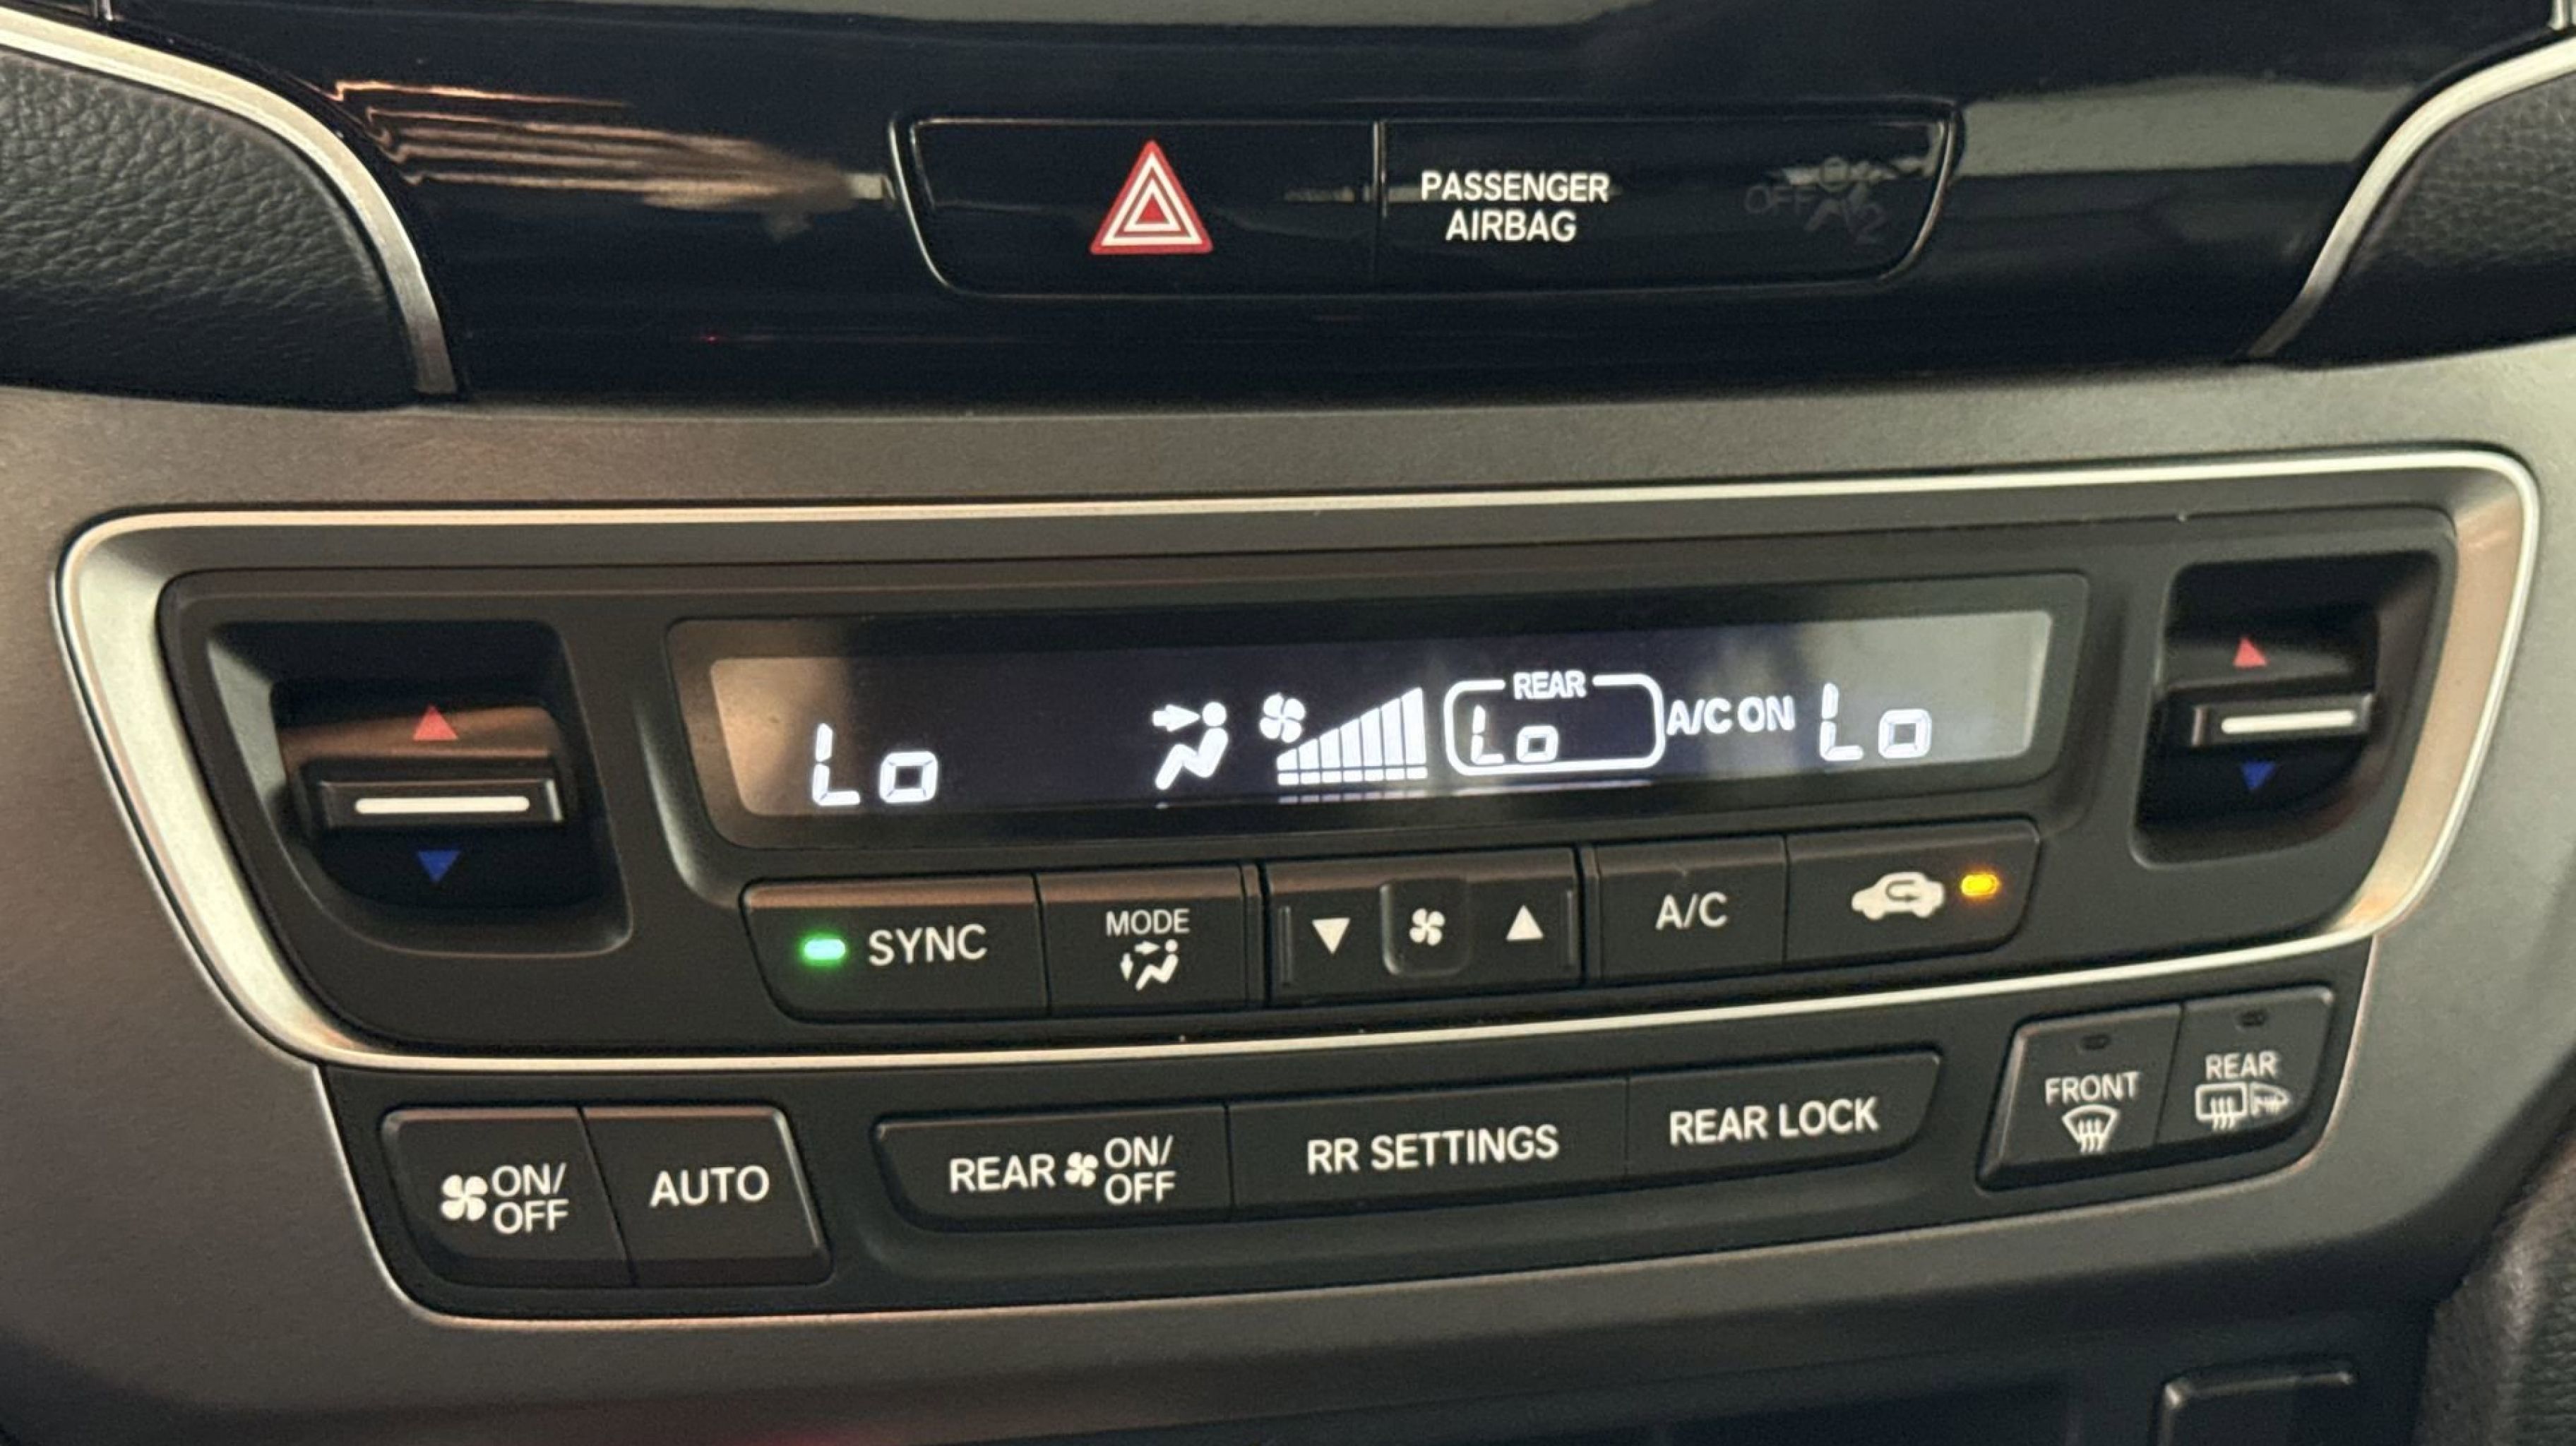 PASSENGER
AIRBAG
OFF
2
REAR
Lo Lo A/C ON Lo
SYNC MODE A/C
ON/
OFF
AUTO
REAR ON/
OFF
RR SETTINGS
REAR LOCK
FRONT
REAR